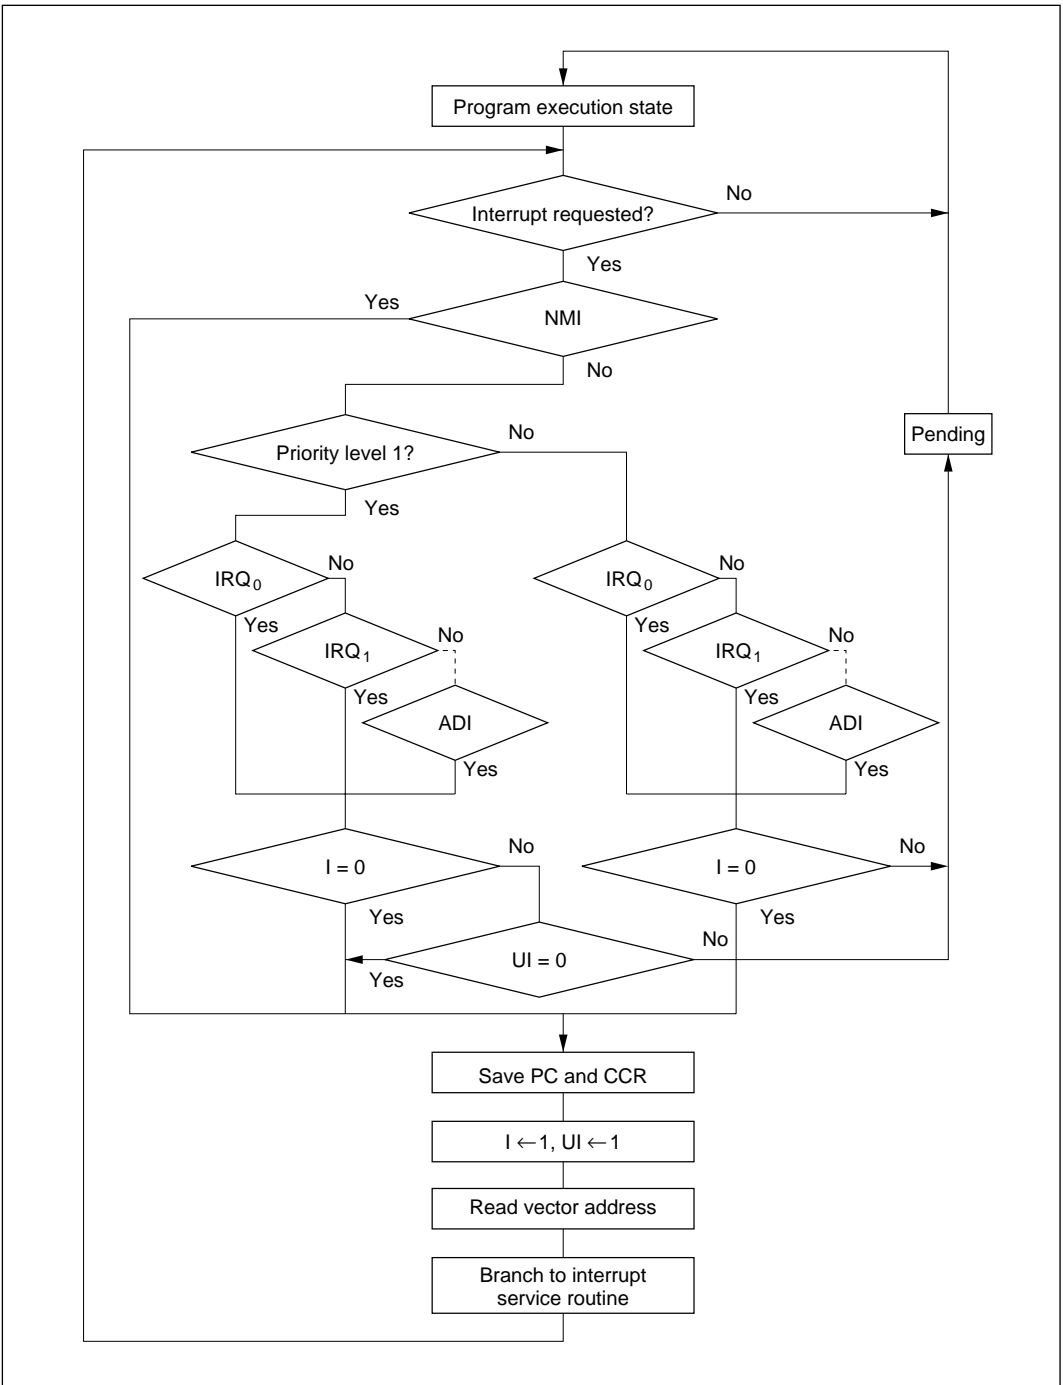 Program execution state
No
Interrupt requested?
Yes
Yes
NMI
No
Pending
No
Priority level 1?
Yes
No
No
IRQ0
IRQ0
Yes
No
Yes
No
IRQ1
IRQ1
Yes
Yes
ADI
ADI
Yes
Yes
No
No
I = 0
I = 0
Yes
Yes
No
UI = 0
Yes
Save PC and CCR
I ←1, UI ←1
Read vector address
Branch to interrupt
service routine